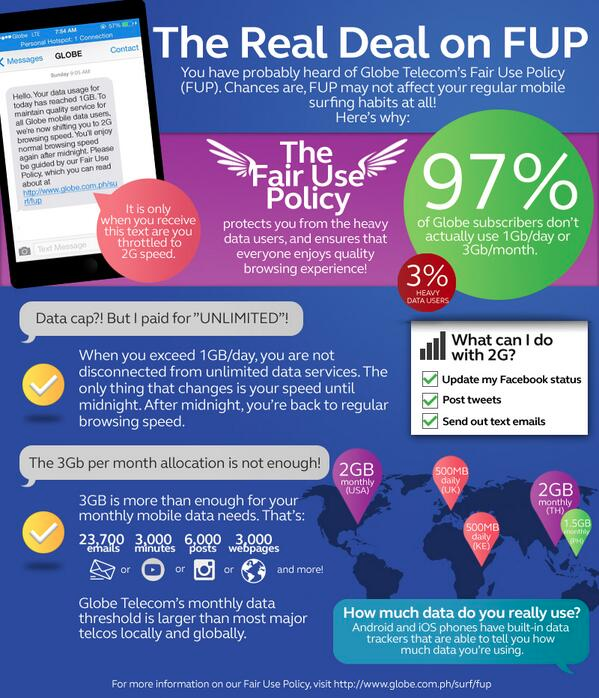 Globe LTE 7:54 AM 57%
Personal Hotspot: 1 Connection
Messages GLOBE Contact
Sunday 9:05 AM
Hello. Your data usage for
today has reached 1GB. To
maintain quality service for
all Globe mobile data users,
we're now shifting you to 2G
browsing speed. You'll enjoy
normal browsing speed
again after midnight. Please
be guided by our Fair Use
Policy, which you can read
about at
http://www.globe.com.ph/su
rf/fup
Text Message
It is only
when you receive
this text are you
throttled to
2G speed.
The Real Deal on FUP
You have probably heard of Globe Telecom's Fair Use Policy
(FUP). Chances are, FUP may not affect your regular mobile
surfing habits at all!
Here's why:
The
Fair Use
Policy
protects you from the heavy
data users, and ensures that
everyone enjoys quality
browsing experience!
97%
of Globe subscribers don't
actually use 1Gb/day or
3Gb/month.
3%
HEAVY
DATA USERS
Data cap?! But I paid for "UNLIMITED"!
When you exceed 1GB/day, you are not
disconnected from unlimited data services. The
only thing that changes is your speed until
midnight. After midnight, you're back to regular
browsing speed.
What can I do
with 2G?
Update my Facebook status
Post tweets
Send out text emails
The 3Gb per month allocation is not enough!
3GB is more than enough for your
monthly mobile data needs. That's:
23,700 3,000 6,000 3,000
emails minutes posts webpages
or or or and more!
Globe Telecom's monthly data
threshold is larger than most major
telcos locally and globally.
2GB
monthly
(USA)
500MB
daily
(UK)
500MB
daily
(KE)
2GB
monthly
(TH)
1.5GB
monthly
(PH)
How much data do you really use?
Android and iOS phones have built-in data
trackers that are able to tell you how
much data you're using.
For more information on our Fair Use Policy, visit http://www.globe.com.ph/surf/fup